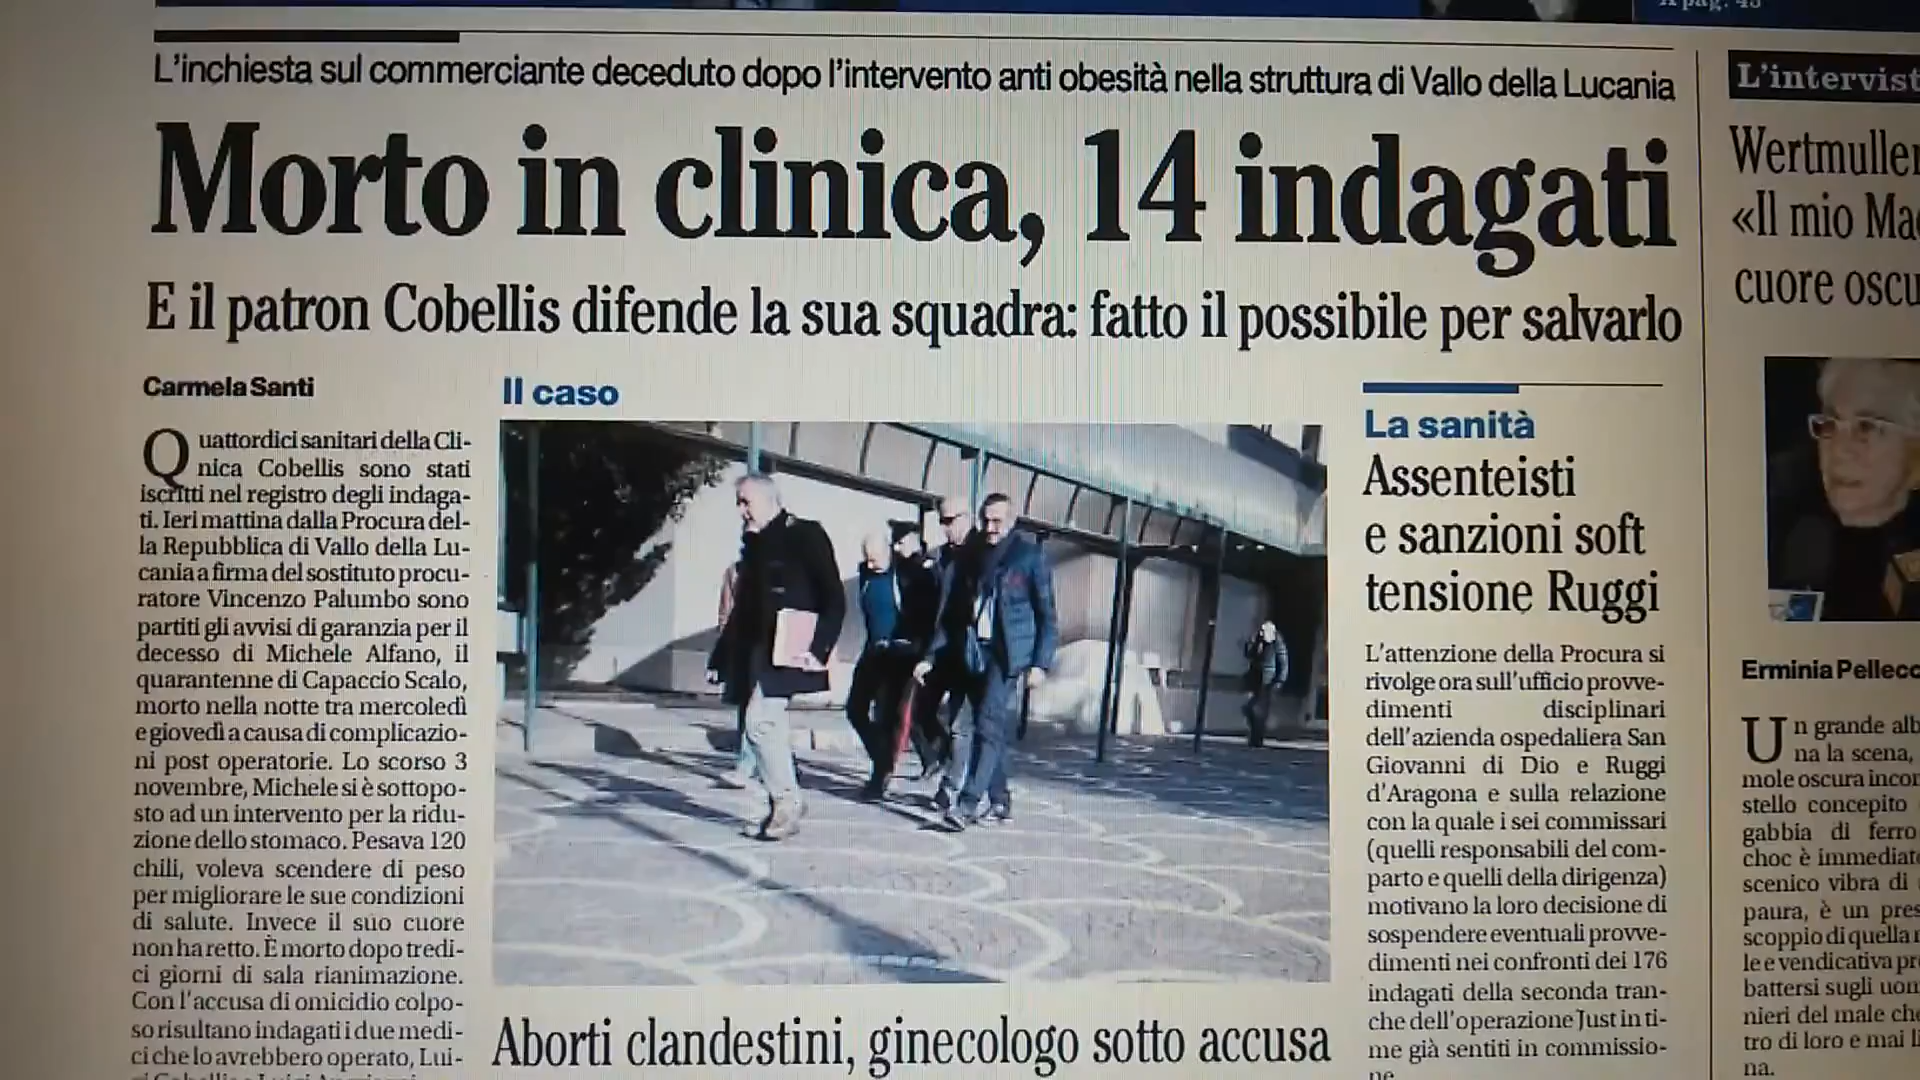 A pag. 43
L'inchiesta sul commerciante deceduto dopo l'intervento anti obesità nella struttura di Vallo della Lucania
Morto in clinica, 14 indagati
E il patron Cobellis difende la sua squadra: fatto il possibile per salvarlo
Carmela Santi
Quattordici sanitari della Cli-
nica Cobellis sono stati
iscritti nel registro degli indaga-
ti. Ieri mattina dalla Procura del-
la Repubblica di Vallo della Lu-
cania a firma del sostituto procu-
ratore Vincenzo Palumbo sono
partiti gli avvisi di garanzia per il
decesso di Michele Alfano, il
quarantenne di Capaccio Scalo,
morto nella notte tra mercoledì
e giovedì a causa di complicazio-
ni post operatorie. Lo scorso 3
novembre, Michele si è sottopo-
sto ad un intervento per la ridu-
zione dello stomaco. Pesava 120
chili, voleva scendere di peso
per migliorare le sue condizioni
di salute. Invece il suo cuore
non ha retto. È morto dopo tredi-
ci giorni di sala rianimazione.
Con l'accusa di omicidio colpo-
so risultano indagati i due medi-
ci che lo avrebbero operato, Lui-
Il caso
Aborti clandestini, ginecologo sotto accusa
La sanità
Assenteisti
e sanzioni soft
tensione Ruggi
L'attenzione della Procura si
rivolge ora sull'ufficio provve-
dimenti disciplinari
dell'azienda ospedaliera San
Giovanni di Dio e Ruggi
d'Aragona e sulla relazione
con la quale i sei commissari
(quelli responsabili del com-
parto e quelli della dirigenza)
motivano la loro decisione di
sospendere eventuali provve-
dimenti nei confronti dei 176
indagati della seconda tran-
che dell'operazione Just in ti-
me già sentiti in commissio-
ne.
L'intervist
Wertmuller
«Il mio Ma
cuore oscu
Erminia Pellecc
Un grande alb
na la scena,
mole oscura incor
stello concepito
gabbia di ferro
choc è immediat
scenico vibra di
paura, è un pres
scoppio di quella
le e vendicativa pr
battersi sugli uom
nieri del male che
tro di loro e mai li
na.